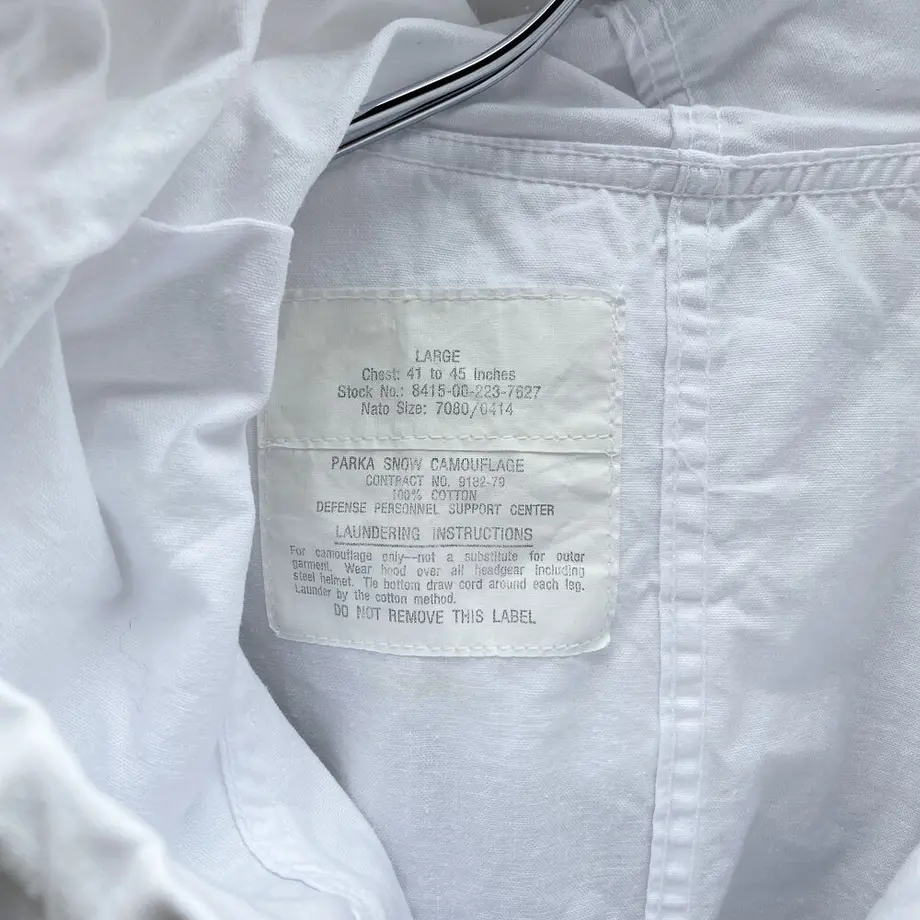 LARGE
Chest: 41 to 45 Inches
Stock No.: 8415-00-223-7627
Nato Size: 7080/0414
PARKA SNOW CAMOUFLAGE
CONTRACT NO. 9182-79
100% COTTON
DEFENSE PERSONNEL SUPPORT CENTER
LAUNDERING INSTRUCTIONS
For camouflage only—not a substitute for outer
garment. Wear hood over all headgear including
steel helmet. Tie bottom draw cord around each leg.
Launder by the cotton method.
DO NOT REMOVE THIS LABEL